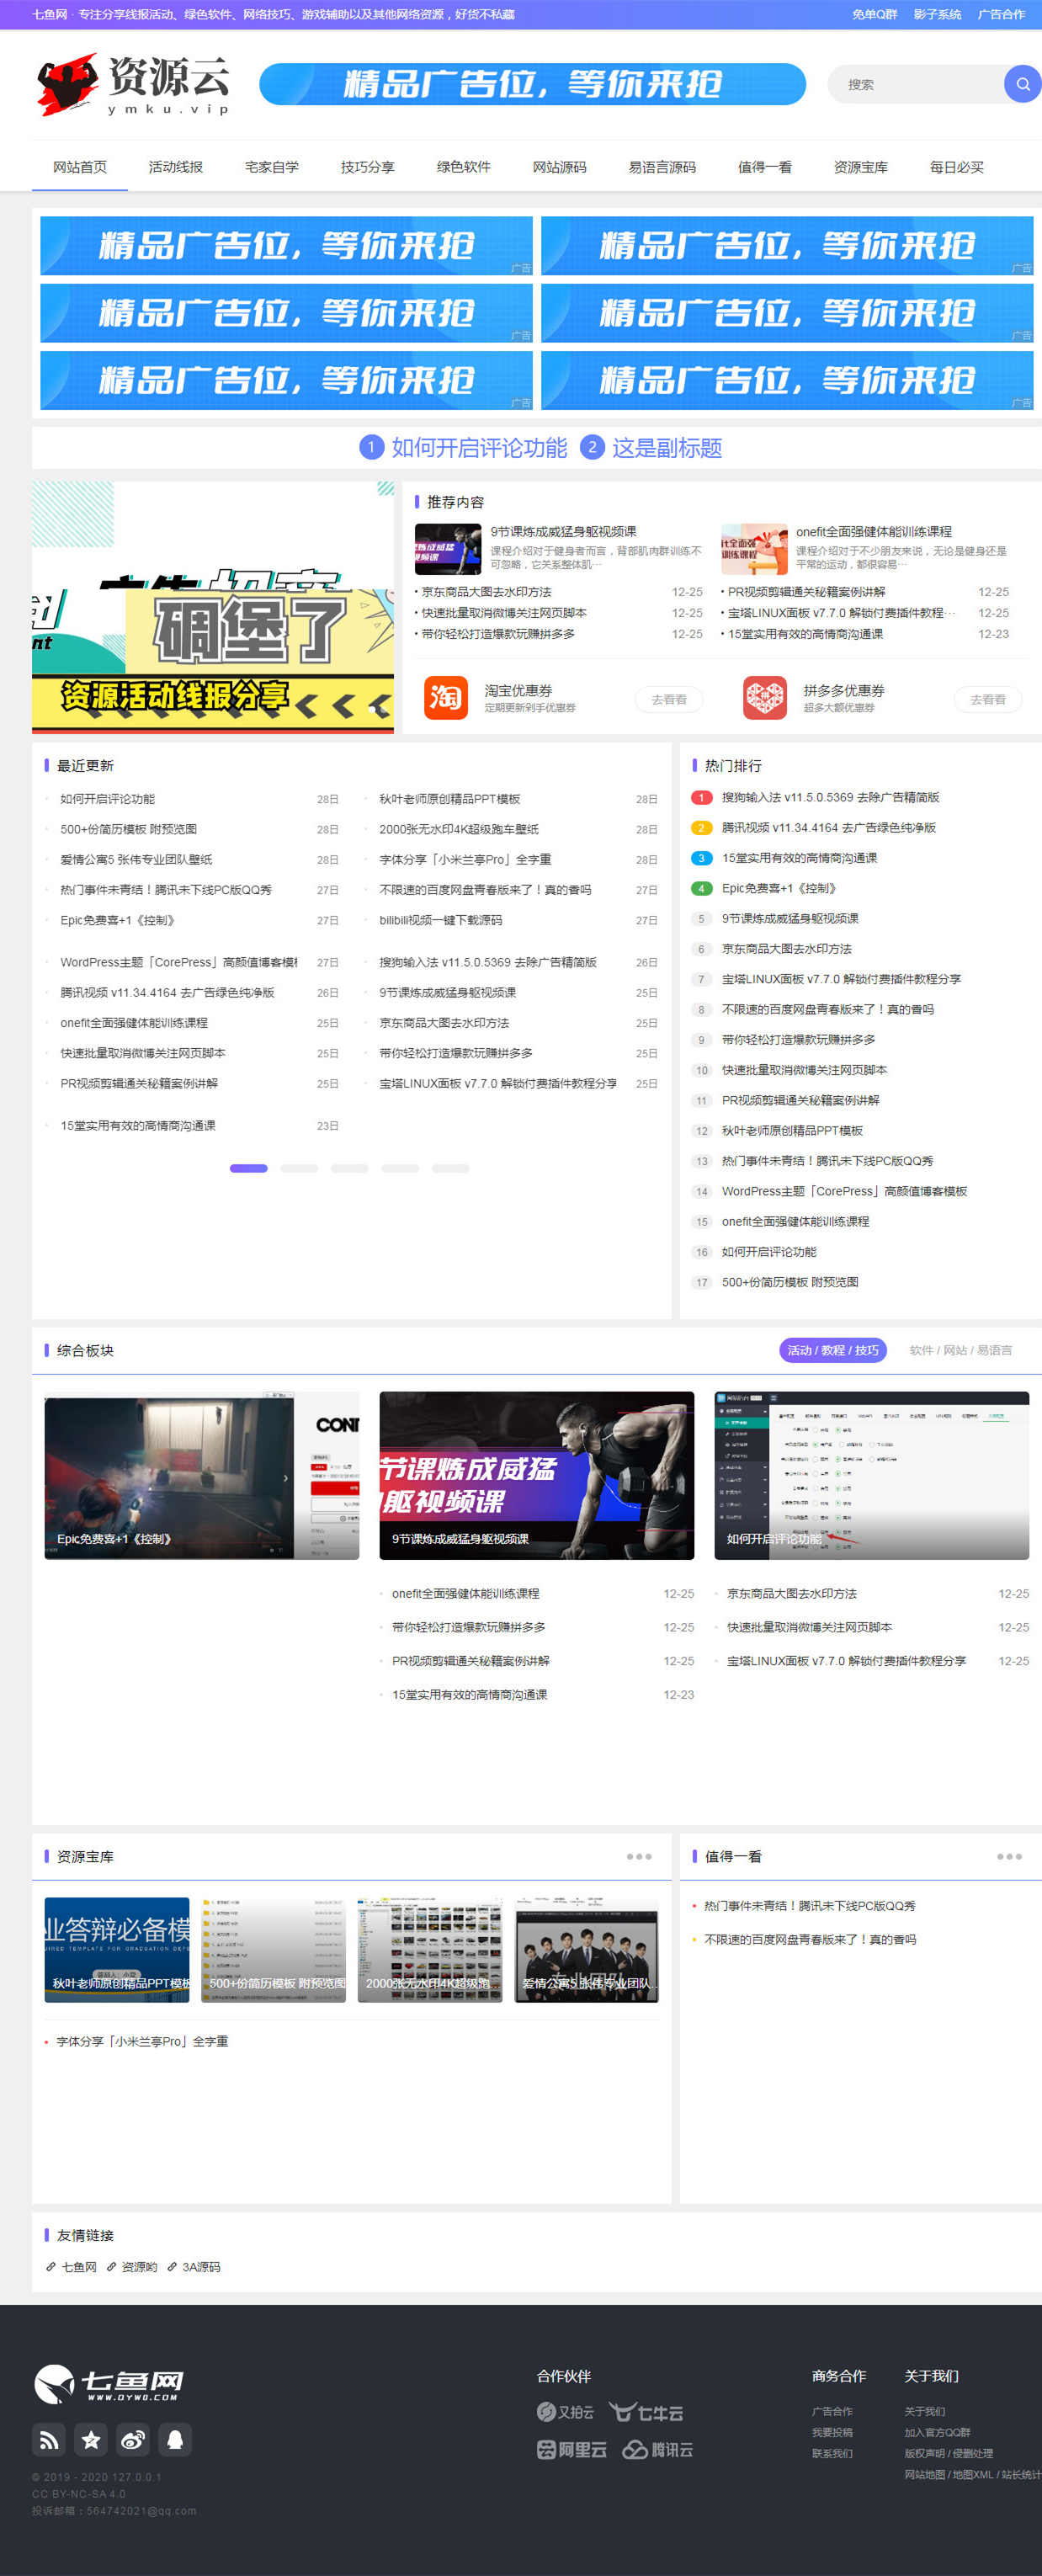 七鱼网 · 专注分享线报活动、绿色软件、网络技巧、游戏辅助以及其他网络资源，好货不私藏
免单Q群 影子系统 广告合作
资源云
ymku.vip
精品广告位，等你来抢
搜索
网站首页 活动线报 宅家自学 技巧分享 绿色软件 网站源码 易语言源码 值得一看 资源宝库 每日必买
精品广告位，等你来抢 广告 精品广告位，等你来抢 广告
精品广告位，等你来抢 广告 精品广告位，等你来抢 广告
精品广告位，等你来抢 广告 精品广告位，等你来抢 广告
1 如何开启评论功能 2 这是副标题
碉堡了
资源活动线报分享
推荐内容
9节课炼成威猛身躯视频课
课程介绍对于健身者而言，背部肌肉群训练不
可忽略，它关系整体肌…
onefit全面强健体能训练课程
课程介绍对于不少朋友来说，无论是健身还是
平常的运动，都很容易…
京东商品大图去水印方法 12-25
PR视频剪辑通关秘籍案例讲解 12-25
快速批量取消微博关注网页脚本 12-25
宝塔LINUX面板 v7.7.0 解锁付费插件教程… 12-25
带你轻松打造爆款玩赚拼多多 12-25
15堂实用有效的高情商沟通课 12-23
淘
淘宝优惠券
定期更新剁手优惠券
去看看
拼多多优惠券
超多大额优惠券
去看看
最近更新
如何开启评论功能 28日 秋叶老师原创精品PPT模板 28日
500+份简历模板 附预览图 28日 2000张无水印4K超级跑车壁纸 28日
爱情公寓5 张伟专业团队壁纸 28日 字体分享「小米兰亭Pro」全字重 28日
热门事件未青结！腾讯未下线PC版QQ秀 27日 不限速的百度网盘青春版来了！真的香吗 27日
Epic免费喜+1《控制》 27日 bilibili视频一键下载源码 27日
WordPress主题「CorePress」高颜值博客模 27日 搜狗输入法 v11.5.0.5369 去除广告精简版 26日
腾讯视频 v11.34.4164 去广告绿色纯净版 26日 9节课炼成威猛身躯视频课 25日
onefit全面强健体能训练课程 25日 京东商品大图去水印方法 25日
快速批量取消微博关注网页脚本 25日 带你轻松打造爆款玩赚拼多多 25日
PR视频剪辑通关秘籍案例讲解 25日 宝塔LINUX面板 v7.7.0 解锁付费插件教程分享 25日
15堂实用有效的高情商沟通课 23日
热门排行
1 搜狗输入法 v11.5.0.5369 去除广告精简版
2 腾讯视频 v11.34.4164 去广告绿色纯净版
3 15堂实用有效的高情商沟通课
4 Epic免费喜+1《控制》
5 9节课炼成威猛身躯视频课
6 京东商品大图去水印方法
7 宝塔LINUX面板 v7.7.0 解锁付费插件教程分享
8 不限速的百度网盘青春版来了！真的香吗
9 带你轻松打造爆款玩赚拼多多
10 快速批量取消微博关注网页脚本
11 PR视频剪辑通关秘籍案例讲解
12 秋叶老师原创精品PPT模板
13 热门事件未青结！腾讯未下线PC版QQ秀
14 WordPress主题「CorePress」高颜值博客模板
15 onefit全面强健体能训练课程
16 如何开启评论功能
17 500+份简历模板 附预览图
综合板块
活动 / 教程 / 技巧 软件 / 网站 / 易语言
Epic免费喜+1《控制》
节课炼成威猛
躯视频课
9节课炼成威猛身躯视频课
如何开启评论功能
onefit全面强健体能训练课程 12-25 京东商品大图去水印方法 12-25
带你轻松打造爆款玩赚拼多多 12-25 快速批量取消微博关注网页脚本 12-25
PR视频剪辑通关秘籍案例讲解 12-25 宝塔LINUX面板 v7.7.0 解锁付费插件教程分享 12-25
15堂实用有效的高情商沟通课 12-23
资源宝库
业答辩必备模
秋叶老师原创精品PPT模板
500+份简历模板 附预览图
2000张无水印4K超级跑…
爱情公寓5 张伟专业团队…
字体分享「小米兰亭Pro」全字重
值得一看
热门事件未青结！腾讯未下线PC版QQ秀
不限速的百度网盘青春版来了！真的香吗
友情链接
七鱼网 资源哟 3A源码
七鱼网
WWW.QYWG.COM
© 2019 - 2020 127.0.0.1
CC BY-NC-SA 4.0
投诉邮箱：564742021@qq.com
合作伙伴
又拍云 七牛云
阿里云 腾讯云
商务合作
广告合作
我要投稿
联系我们
关于我们
关于我们
加入官方QQ群
版权声明 / 侵删处理
网站地图 / 地图XML / 站长统计